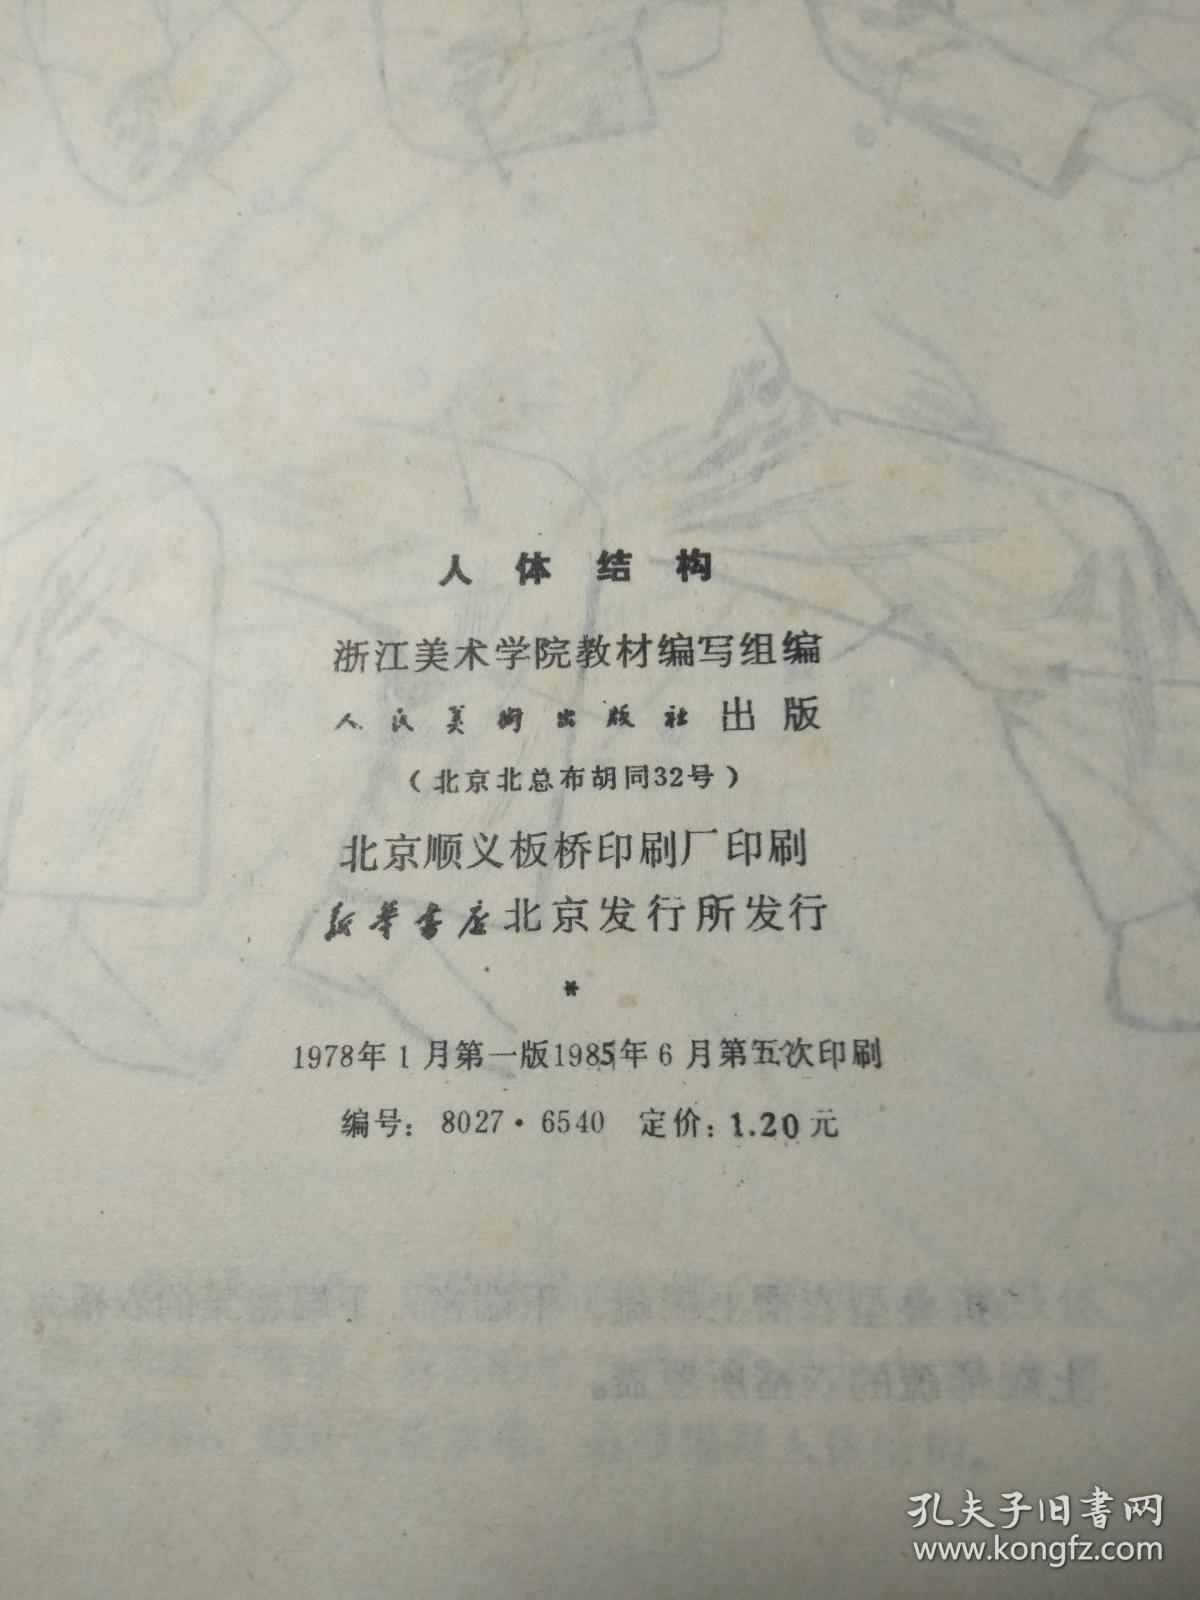 人体结构
浙江美术学院教材编写组编
人民美術出版社出版
（北京北总布胡同32号）
北京顺义板桥印刷厂印刷
新华书店北京发行所发行
*
1978年1月第一版1985年6月第五次印刷
编号：8027·6540 定价：1.20元
孔夫子旧书网
www.kongfz.com